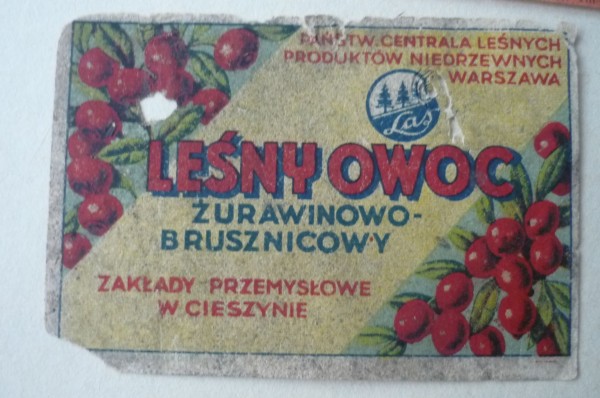 PAŃSTW. CENTRALA LEŚNYCH
PRODUKTÓW NIEDRZEWNYCH
WARSZAWA
Las
LEŚNY OWOC
ŻURAWINOWO-
BRUSZNICOWY
ZAKŁADY PRZEMYSŁOWE
W CIESZYNIE